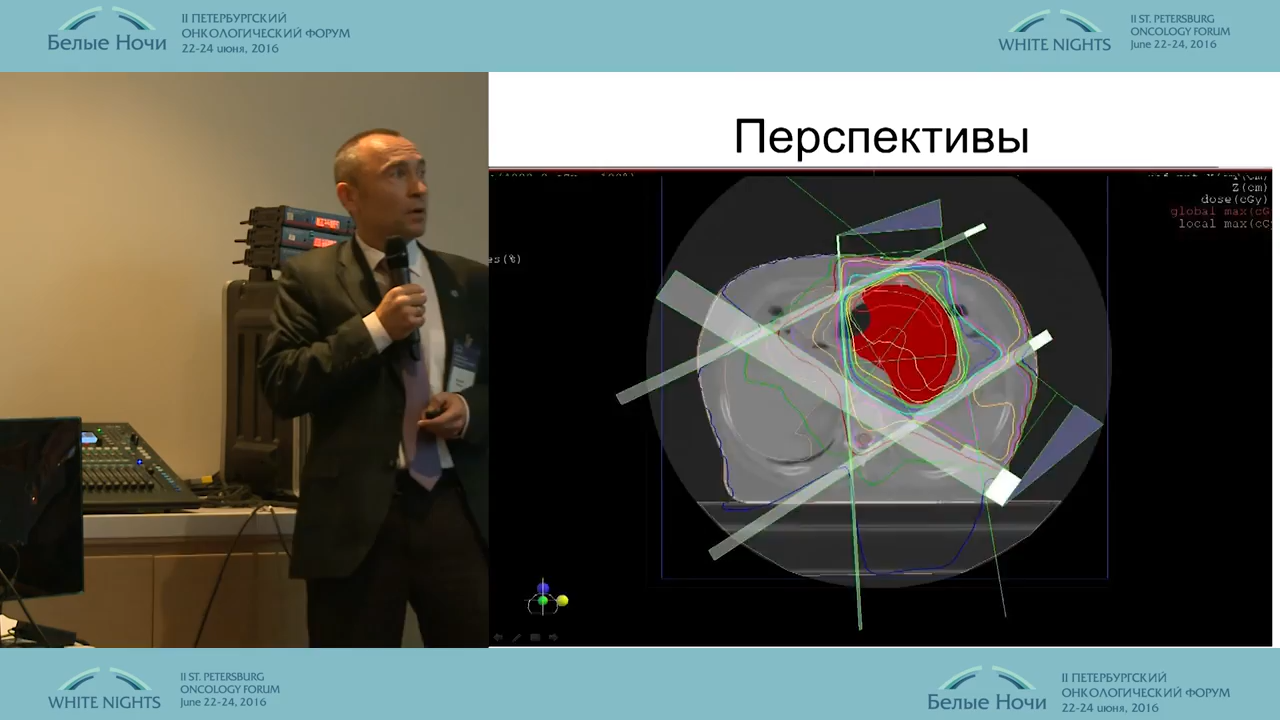 Белые Ночи
II ПЕТЕРБУРГСКИЙ
ОНКОЛОГИЧЕСКИЙ ФОРУМ
22-24 июня, 2016
WHITE NIGHTS
II ST. PETERSBURG
ONCOLOGY FORUM
June 22-24, 2016
Перспективы
Z(cm)
dose(cGy)
global max(cG
local max(cG
es(%)
WHITE NIGHTS
II ST. PETERSBURG
ONCOLOGY FORUM
June 22-24, 2016
Белые Ночи
II ПЕТЕРБУРГСКИЙ
ОНКОЛОГИЧЕСКИЙ ФОРУМ
22-24 июня, 2016